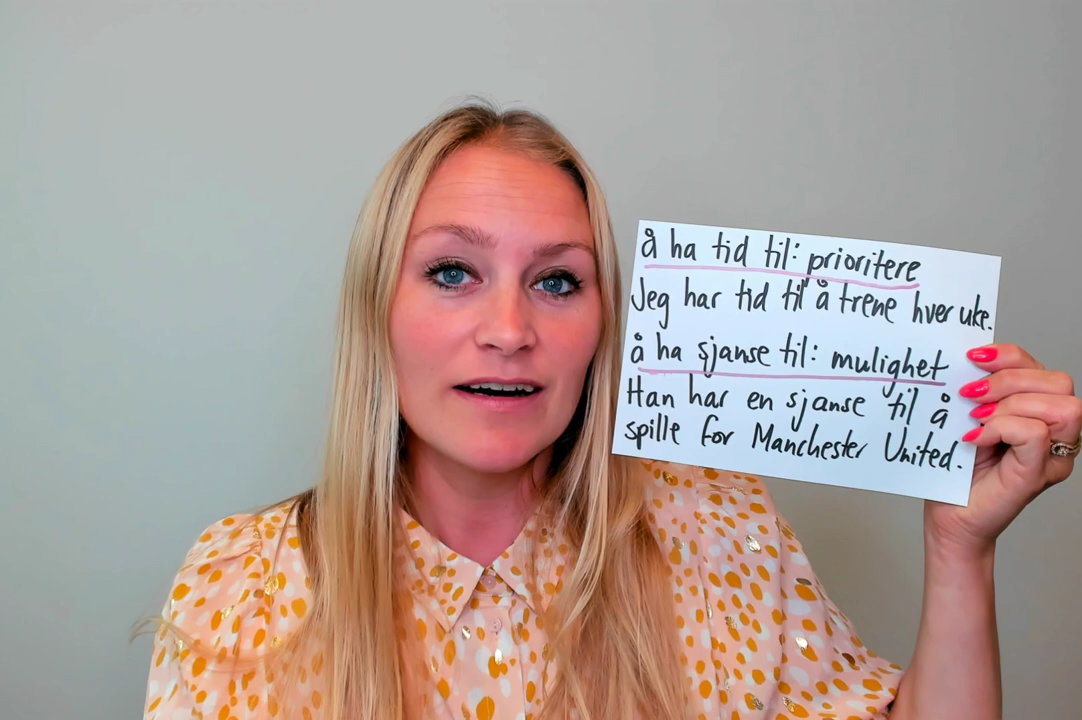 å ha tid til: prioritere
Jeg har tid til å trene hver uke.
å ha sjanse til: mulighet
Han har en sjanse til å
spille for Manchester United.